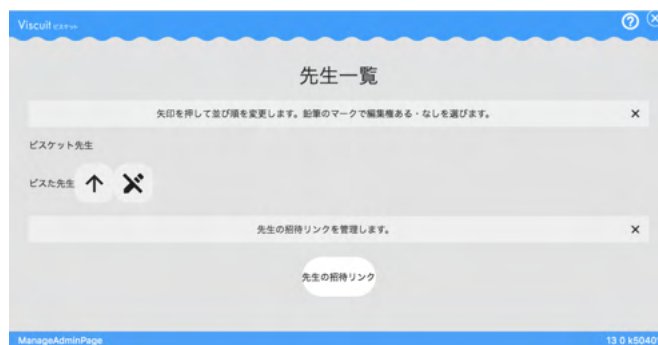 Viscuit ビスケット
先生一覧
矢印を押して並び順を変更します。鉛筆のマークで編集権ある・なしを選びます。
ビスケット先生
ビスた先生
先生の招待リンクを管理します。
先生の招待リンク
ManageAdminPage
13 0 k5040